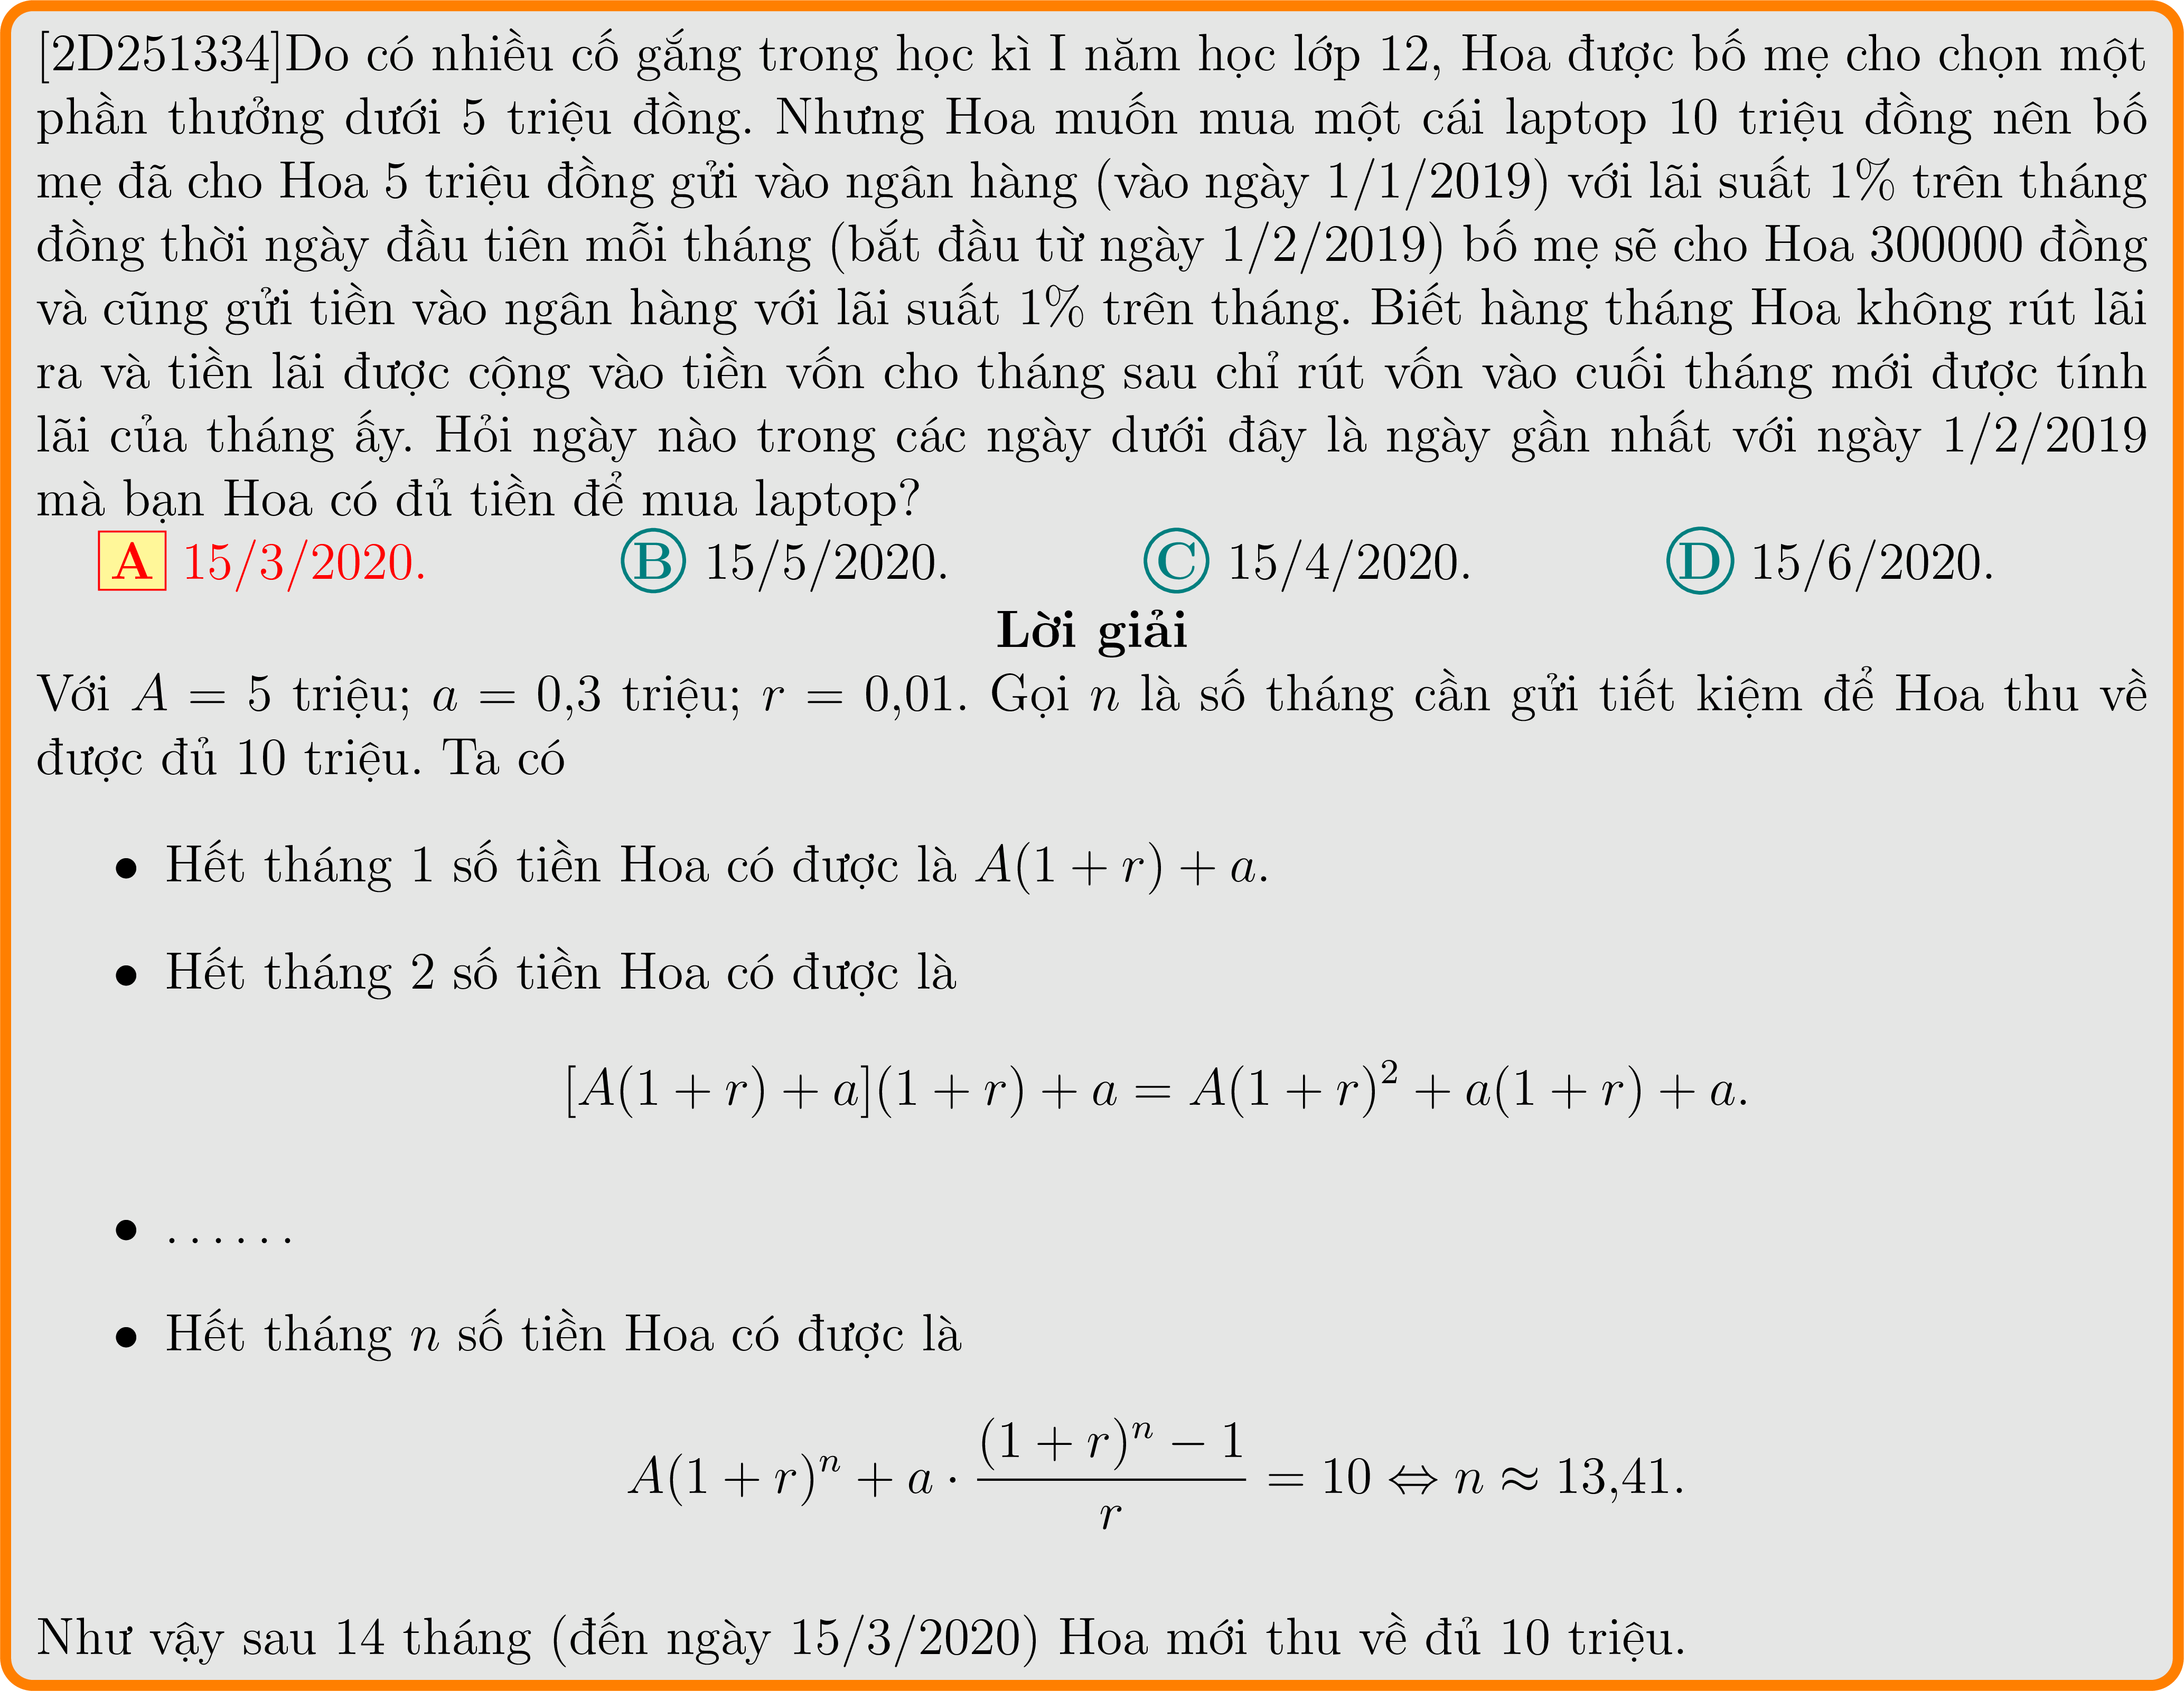 [2D251334]Do có nhiều cố gắng trong học kì I năm học lớp 12, Hoa được bố mẹ cho chọn một
phần thưởng dưới 5 triệu đồng. Nhưng Hoa muốn mua một cái laptop 10 triệu đồng nên bố
mẹ đã cho Hoa 5 triệu đồng gửi vào ngân hàng (vào ngày 1/1/2019) với lãi suất 1% trên tháng
đồng thời ngày đầu tiên mỗi tháng (bắt đầu từ ngày 1/2/2019) bố mẹ sẽ cho Hoa 300000 đồng
và cũng gửi tiền vào ngân hàng với lãi suất 1% trên tháng. Biết hàng tháng Hoa không rút lãi
ra và tiền lãi được cộng vào tiền vốn cho tháng sau chỉ rút vốn vào cuối tháng mới được tính
lãi của tháng ấy. Hỏi ngày nào trong các ngày dưới đây là ngày gần nhất với ngày 1/2/2019
mà bạn Hoa có đủ tiền để mua laptop?
A 15/3/2020. B 15/5/2020. C 15/4/2020. D 15/6/2020.
Lời giải
Với A = 5 triệu; a = 0,3 triệu; r = 0,01. Gọi n là số tháng cần gửi tiết kiệm để Hoa thu về
được đủ 10 triệu. Ta có
• Hết tháng 1 số tiền Hoa có được là A(1 + r) + a.
• Hết tháng 2 số tiền Hoa có được là
[A(1 + r) + a](1 + r) + a = A(1 + r)² + a(1 + r) + a.
• ......
• Hết tháng n số tiền Hoa có được là
A(1 + r)ⁿ + a · ((1 + r)ⁿ − 1)/r = 10 ⇔ n ≈ 13,41.
Như vậy sau 14 tháng (đến ngày 15/3/2020) Hoa mới thu về đủ 10 triệu.